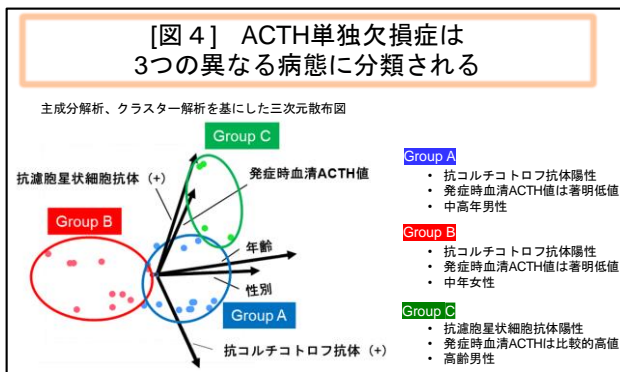 [図４] ACTH単独欠損症は
3つの異なる病態に分類される
主成分解析、クラスター解析を基にした三次元散布図
Group C
抗濾胞星状細胞抗体（+）
発症時血清ACTH値
Group B
年齢
性別
Group A
抗コルチコトロフ抗体（+）
Group A
• 抗コルチコトロフ抗体陽性
• 発症時血清ACTH値は著明低値
• 中高年男性
Group B
• 抗コルチコトロフ抗体陽性
• 発症時血清ACTH値は著明低値
• 中年女性
Group C
• 抗濾胞星状細胞抗体陽性
• 発症時血清ACTHは比較的高値
• 高齢男性